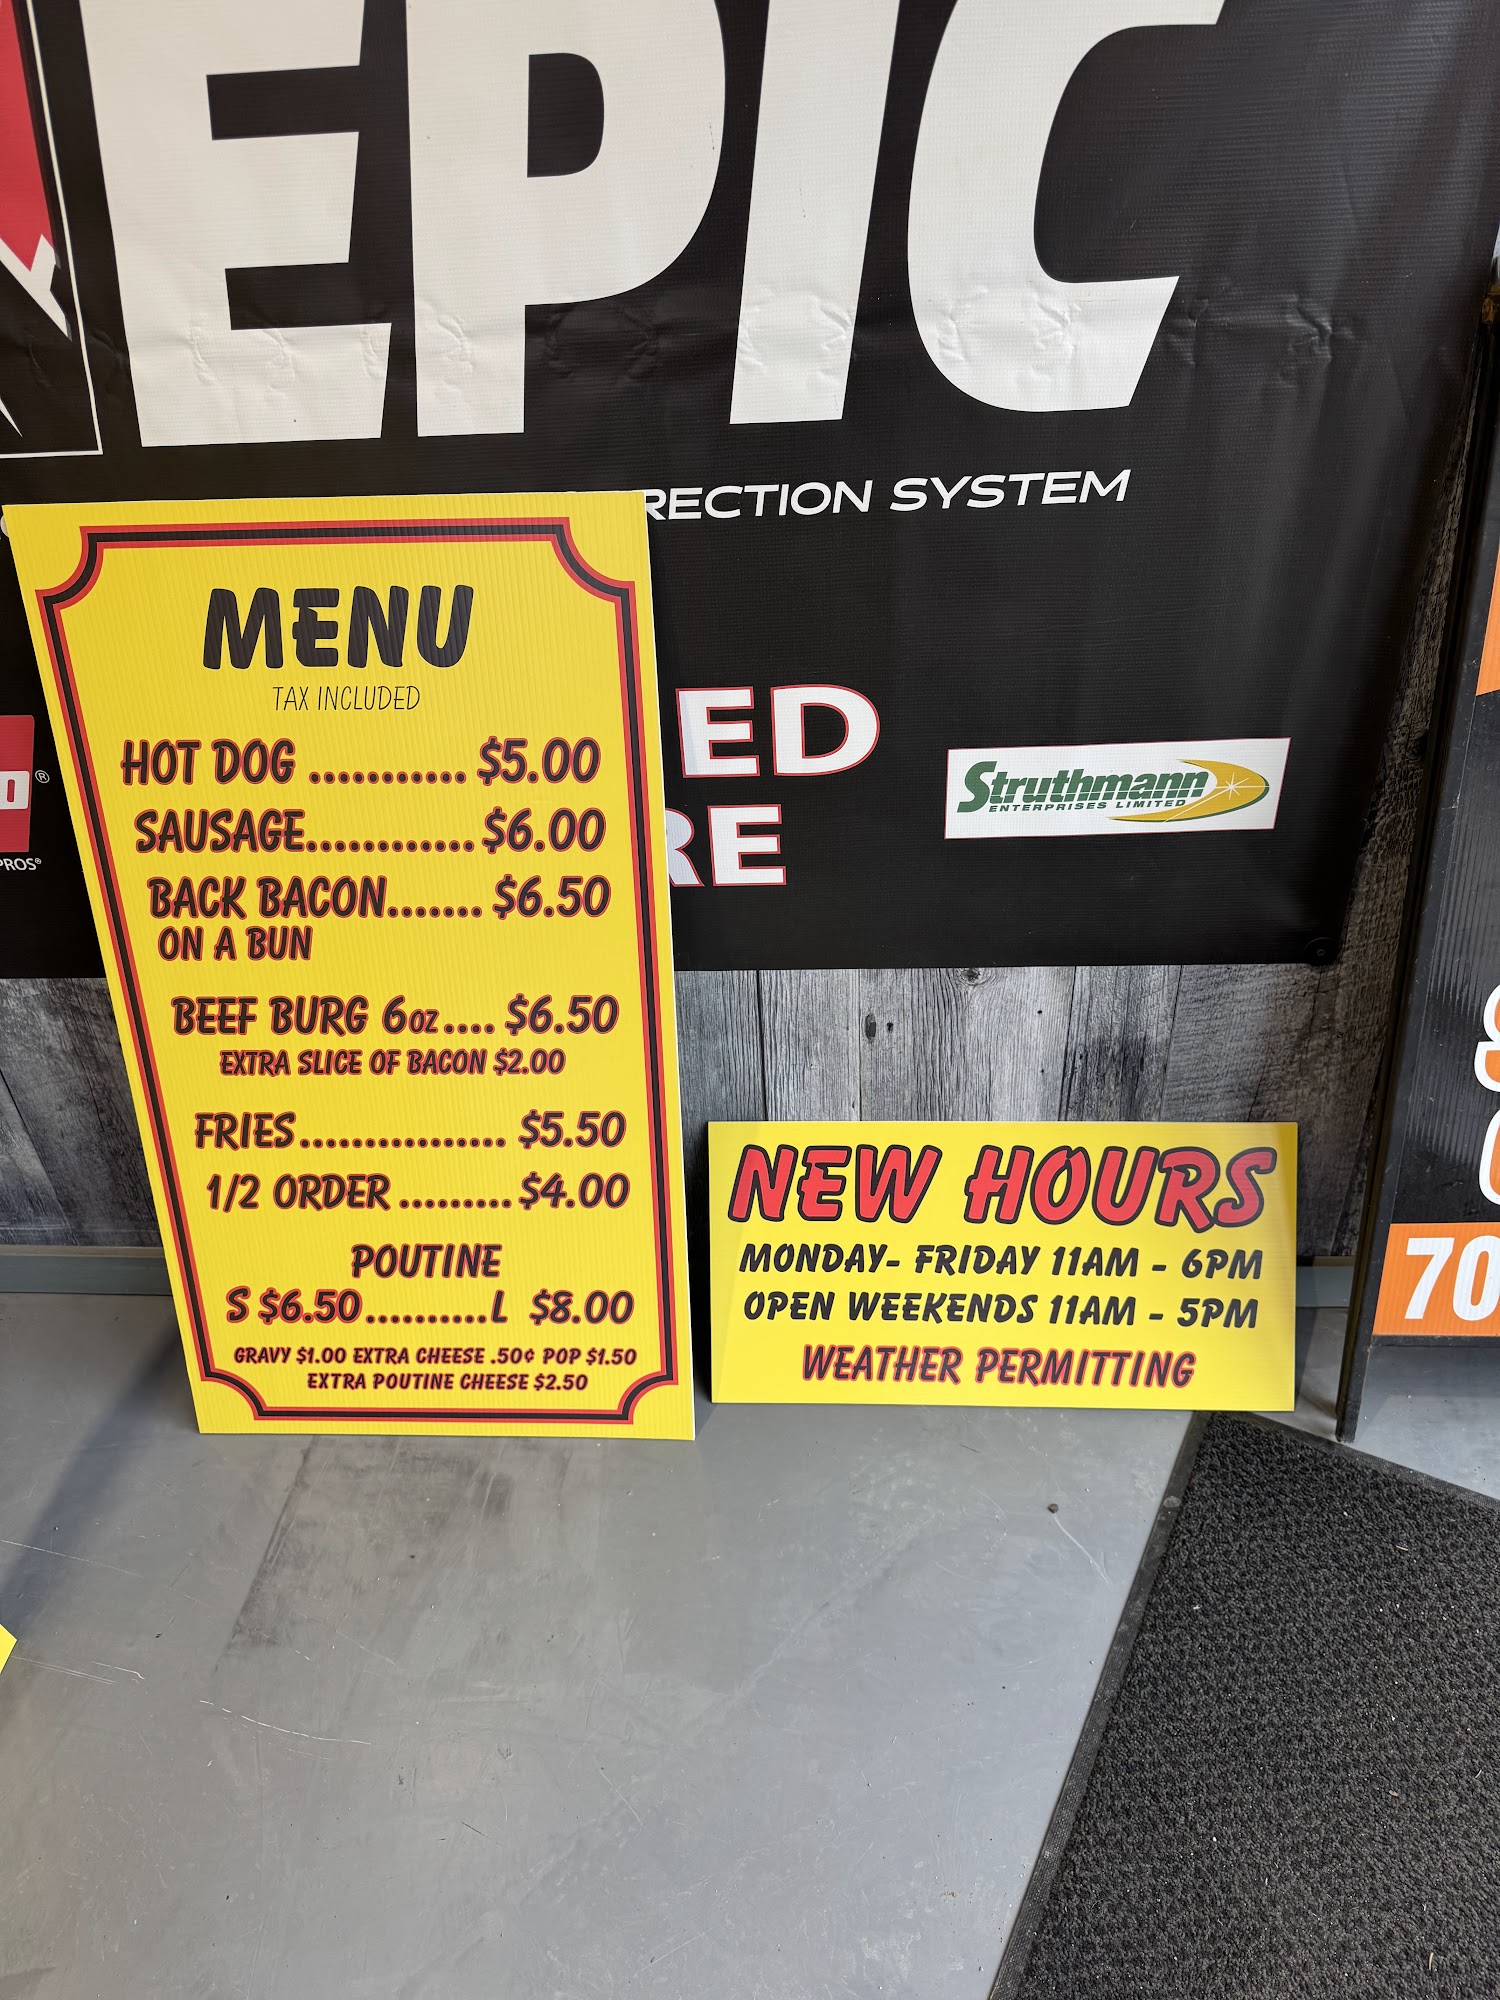 EPIC
RECTION SYSTEM
MENU
TAX INCLUDED
HOT DOG ........... $5.00
SAUSAGE............ $6.00
BACK BACON....... $6.50
ON A BUN
BEEF BURG 6oz.... $6.50
EXTRA SLICE OF BACON $2.00
FRIES................ $5.50
1/2 ORDER ......... $4.00
POUTINE
S $6.50..........L $8.00
GRAVY $1.00 EXTRA CHEESE .50¢ POP $1.50
EXTRA POUTINE CHEESE $2.50
ED
RE
Struthmann
ENTERPRISES LIMITED
PROS®
NEW HOURS
MONDAY- FRIDAY 11AM - 6PM
OPEN WEEKENDS 11AM - 5PM
WEATHER PERMITTING
70